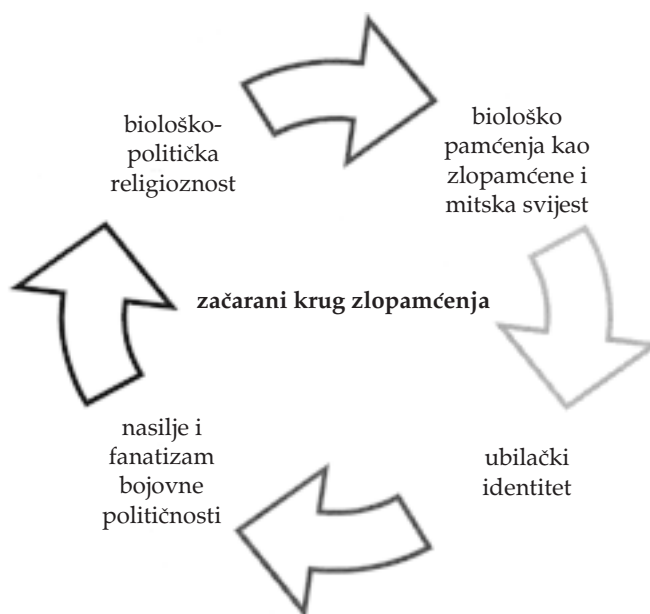 biološko-
politička
religioznost
biološko
pamćenja kao
zlopamćene i
mitska svijest
začarani krug zlopamćenja
nasilje i
fanatizam
bojovne
političnosti
ubilački
identitet